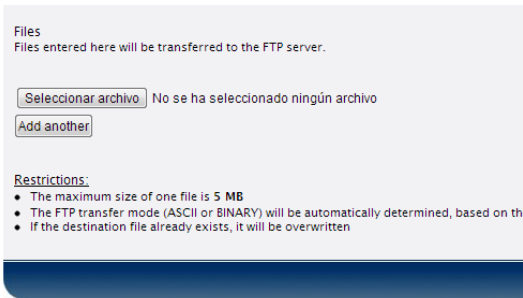 Files
Files entered here will be transferred to the FTP server.
Seleccionar archivo No se ha seleccionado ningún archivo
Add another
Restrictions:
• The maximum size of one file is 5 MB
• The FTP transfer mode (ASCII or BINARY) will be automatically determined, based on th
• If the destination file already exists, it will be overwritten